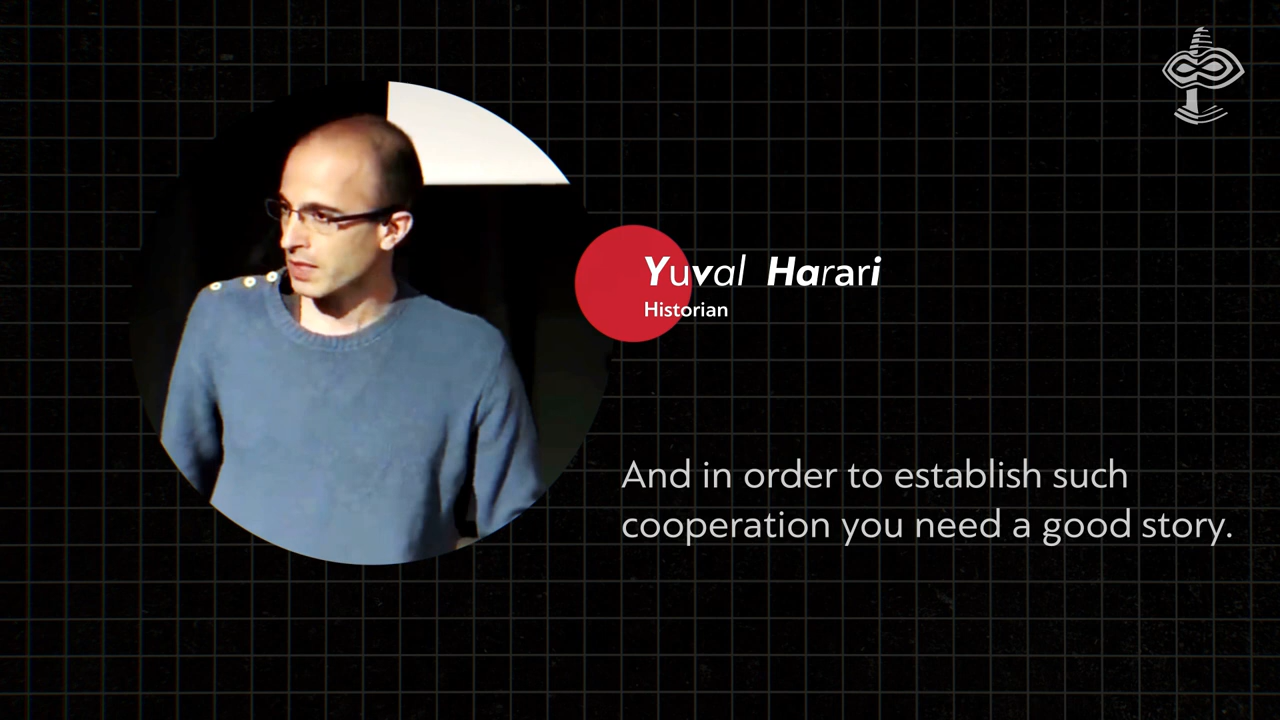 Yuval Harari
Historian
And in order to establish such
cooperation you need a good story.